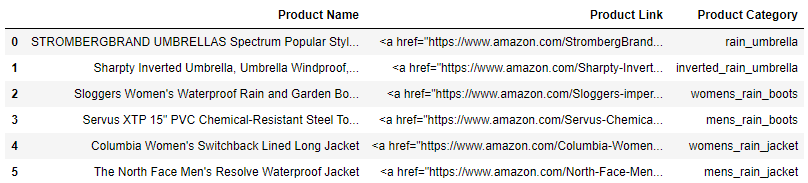 Product Name Product Link Product Category
0 STROMBERGBRAND UMBRELLAS Spectrum Popular Styl... <a href="https://www.amazon.com/StrombergBrand... rain_umbrella
1 Sharpty Inverted Umbrella, Umbrella Windproof,... <a href="https://www.amazon.com/Sharpty-Invert... inverted_rain_umbrella
2 Sloggers Women's Waterproof Rain and Garden Bo... <a href="https://www.amazon.com/Sloggers-imper... womens_rain_boots
3 Servus XTP 15" PVC Chemical-Resistant Steel To... <a href="https://www.amazon.com/Servus-Chemica... mens_rain_boots
4 Columbia Women's Switchback Lined Long Jacket <a href="https://www.amazon.com/Columbia-Women... womens_rain_jacket
5 The North Face Men's Resolve Waterproof Jacket <a href="https://www.amazon.com/North-Face-Men... mens_rain_jacket